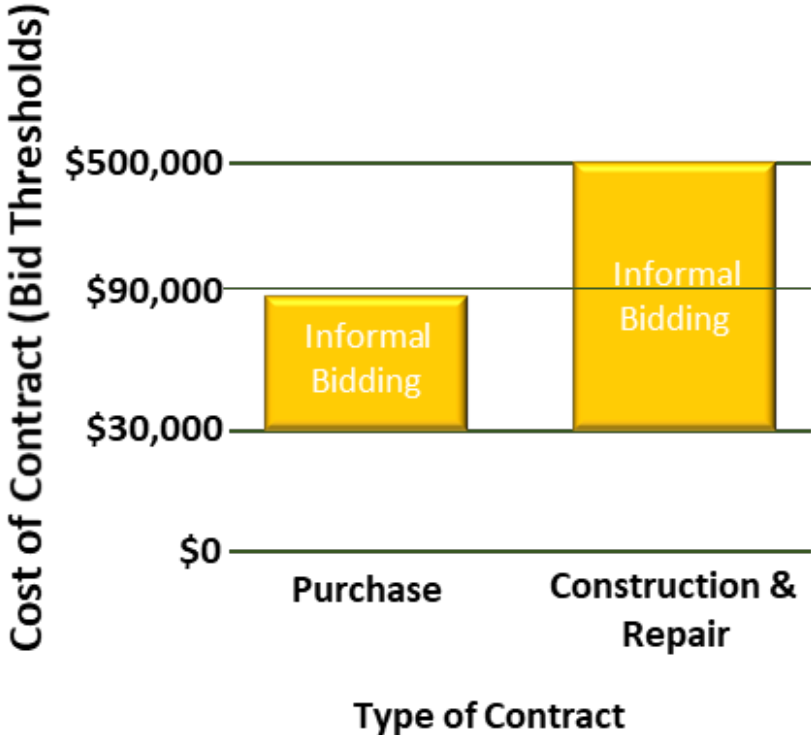 Cost of Contract (Bid Thresholds)
$500,000
$90,000
$30,000
$0
Informal
Bidding
Informal
Bidding
Purchase
Construction &
Repair
Type of Contract